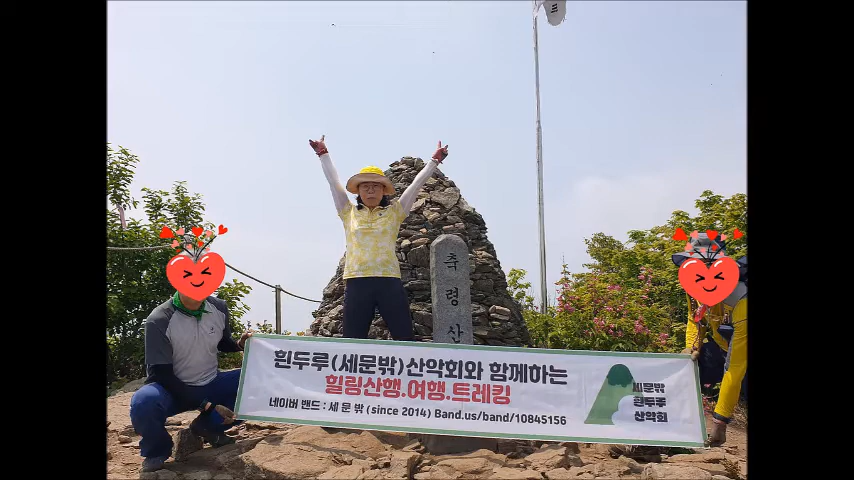 축
령
산
흰두루(세문밖)산악회와 함께하는
힐링산행.여행.트레킹
네이버 밴드 : 세 문 밖 (since 2014) Band.us/band/10845156
세문밖
흰두루
산악회